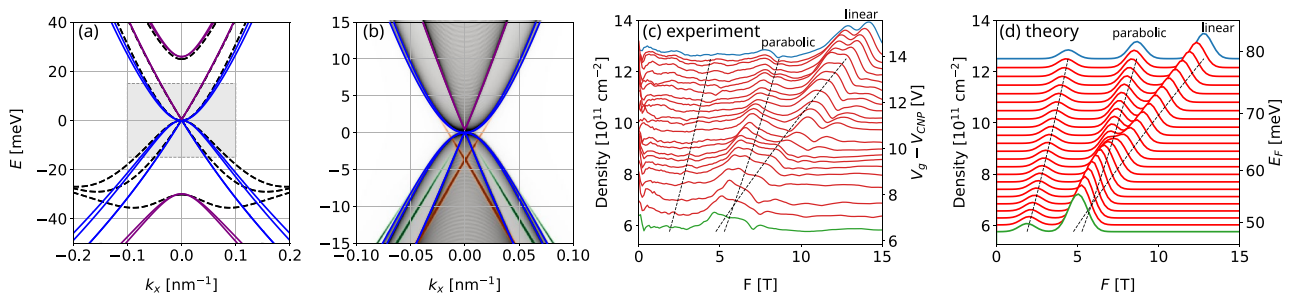 (a)
E [meV]
40
20
0
−20
−40
−0.2
−0.1
0.0
0.1
0.2
kx [nm−1]
(b)
15
10
5
0
−5
−10
−15
−0.10
−0.05
0.00
0.05
0.10
kx [nm−1]
(c) experiment
linear
parabolic
Density [10^11 cm−2]
14
12
10
8
6
0
5
10
15
F [T]
Vg − VCNP [V]
14
12
10
8
6
(d) theory
linear
parabolic
Density [10^11 cm−2]
14
12
10
8
6
0
5
10
15
F [T]
EF [meV]
80
70
60
50